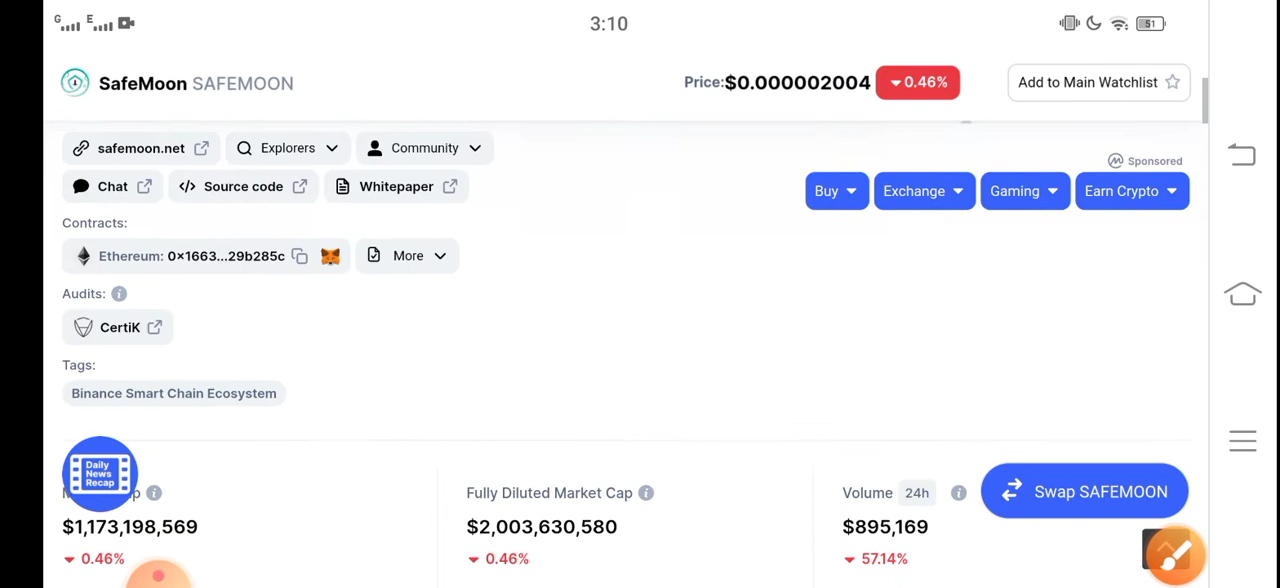 G E 3:10 51
SafeMoon SAFEMOON Price:$0.000002004 0.46% Add to Main Watchlist
safemoon.net Explorers Community
Sponsored
Chat Source code Whitepaper Buy Exchange Gaming Earn Crypto
Contracts:
Ethereum: 0×1663...29b285c More
Audits:
CertiK
Tags:
Binance Smart Chain Ecosystem
Daily
News
Recap
Fully Diluted Market Cap Volume 24h Swap SAFEMOON
$1,173,198,569 $2,003,630,580 $895,169
0.46% 0.46% 57.14%